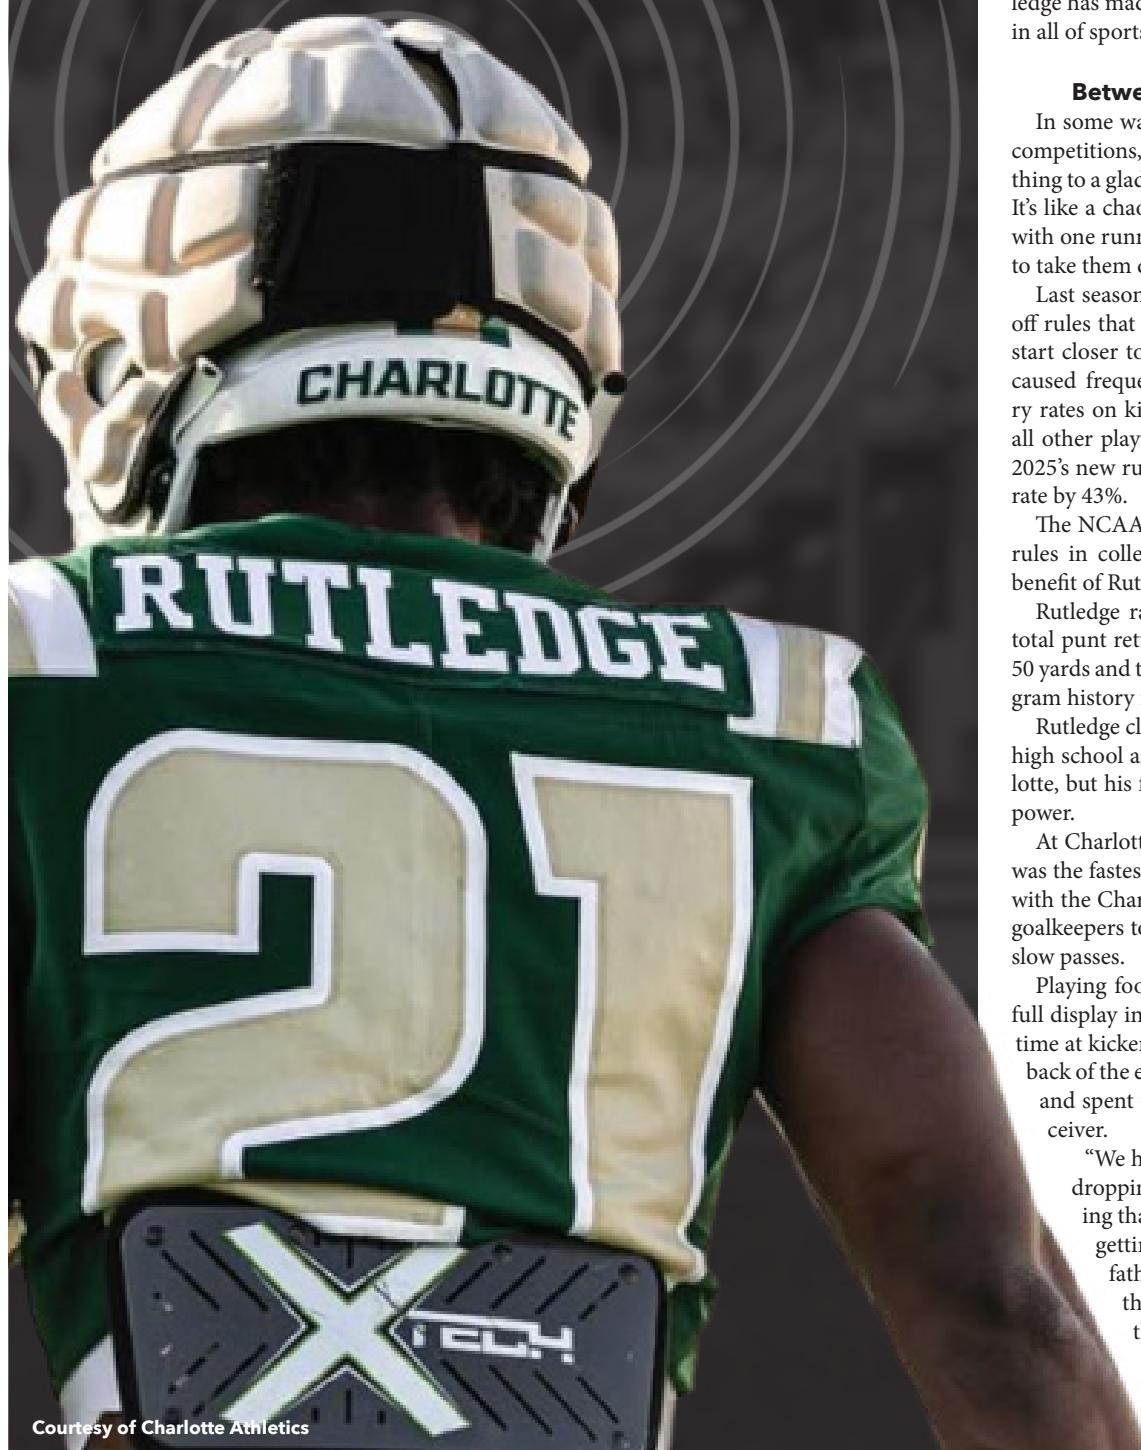 CHARLOTTE
RUTLEDGE
21
X TECH
Courtesy of Charlotte Athletics
ledge has mad
in all of sports
Betwe
In some wa
competitions,
thing to a glad
It's like a chao
with one runn
to take them d
Last season
off rules that
start closer to
caused freque
ry rates on ki
all other play
2025's new ru
rate by 43%.
The NCAA
rules in colle
benefit of Rut
Rutledge ra
total punt ret
50 yards and t
gram history
Rutledge cl
high school a
lotte, but his f
power.
At Charlott
was the fastes
with the Char
goalkeepers to
slow passes.
Playing foo
full display in
time at kicker
back of the e
and spent
ceiver.
“We h
droppin
ing tha
gettin
fath
th
t